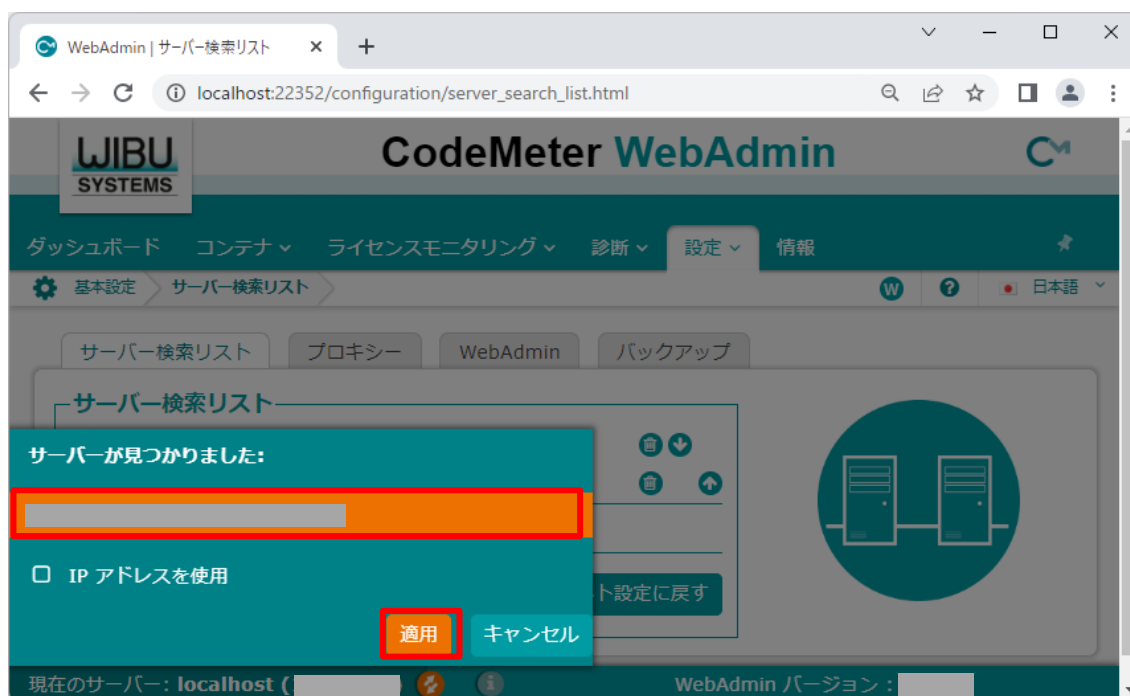 WebAdmin | サーバー検索リスト
localhost:22352/configuration/server_search_list.html
WIBU
SYSTEMS
CodeMeter WebAdmin
CM
ダッシュボード コンテナ ライセンスモニタリング 診断 設定 情報
基本設定 サーバー検索リスト W ? 日本語
サーバー検索リスト プロキシー WebAdmin バックアップ
サーバー検索リスト
サーバーが見つかりました:
IP アドレスを使用
ト設定に戻す
適用 キャンセル
現在のサーバー: localhost ( WebAdmin バージョン :